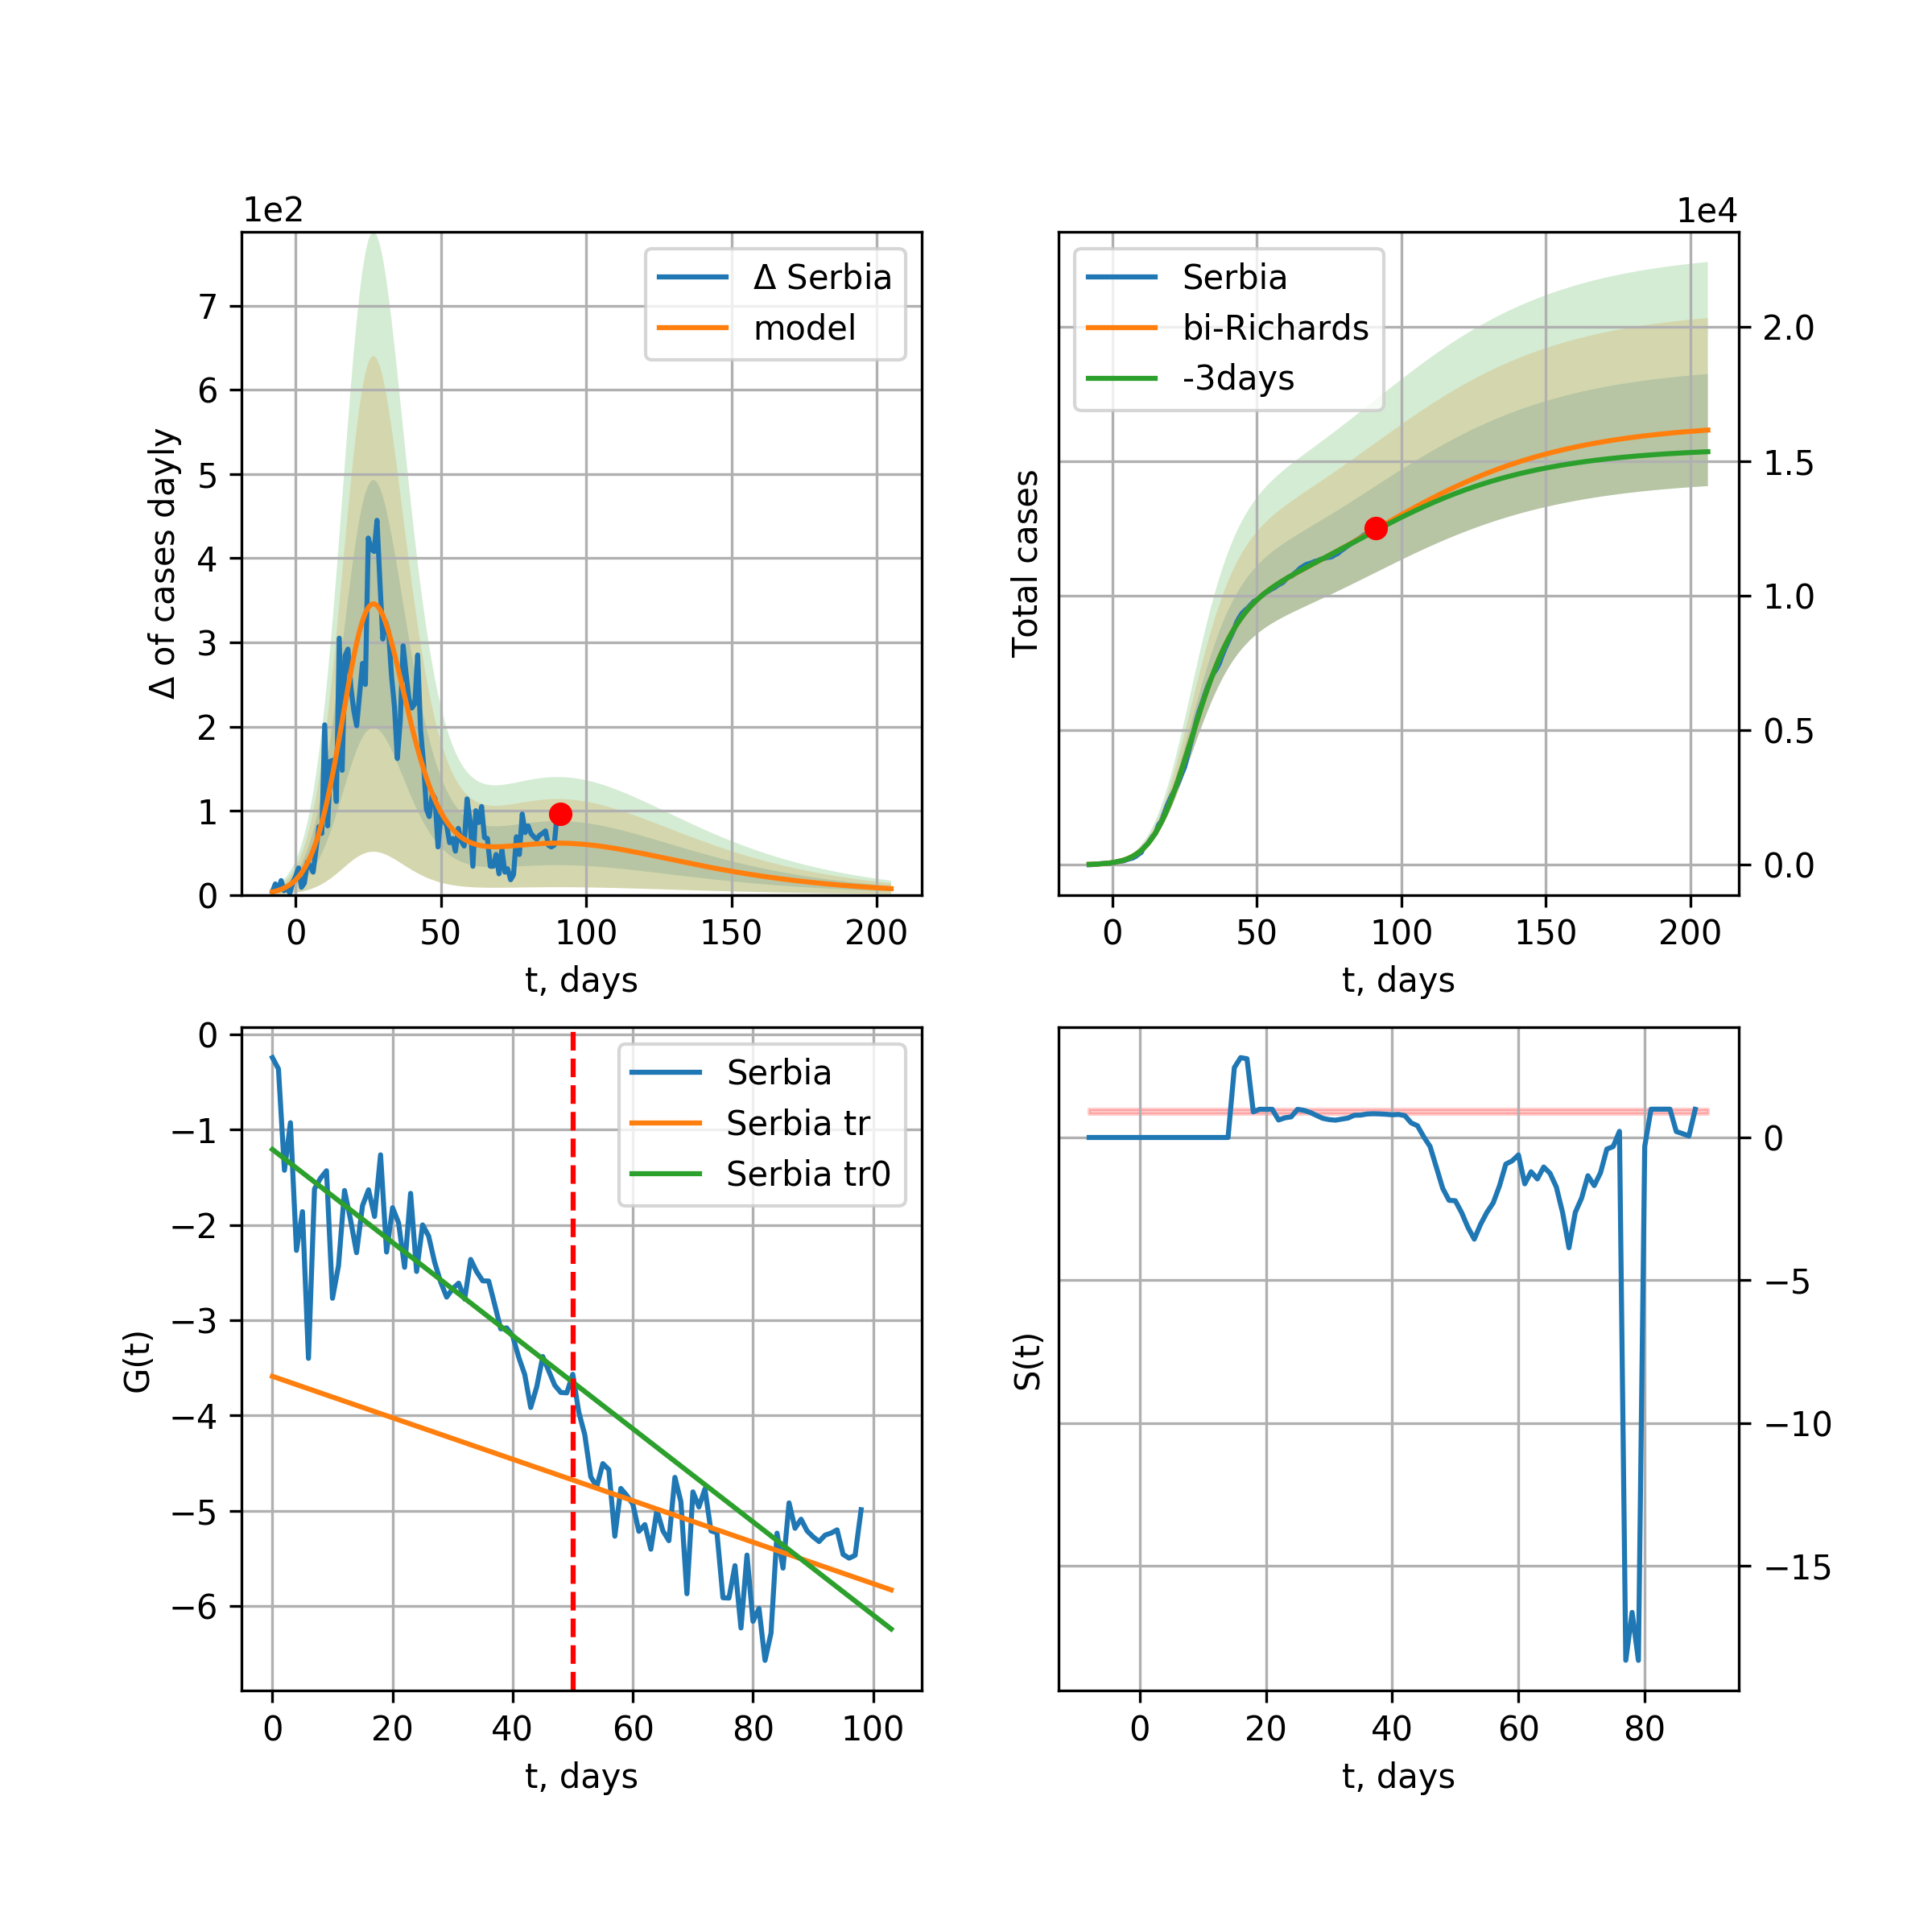 1e2
Δ of cases dayly
7
6
5
4
3
2
1
0
Δ Serbia
model
0 50 100 150 200
t, days
1e4
Total cases
Serbia
bi-Richards
-3days
2.0
1.5
1.0
0.5
0.0
0 50 100 150 200
t, days
G(t)
0
−1
−2
−3
−4
−5
−6
Serbia
Serbia tr
Serbia tr0
0 20 40 60 80 100
t, days
S(t)
0
−5
−10
−15
0 20 40 60 80
t, days